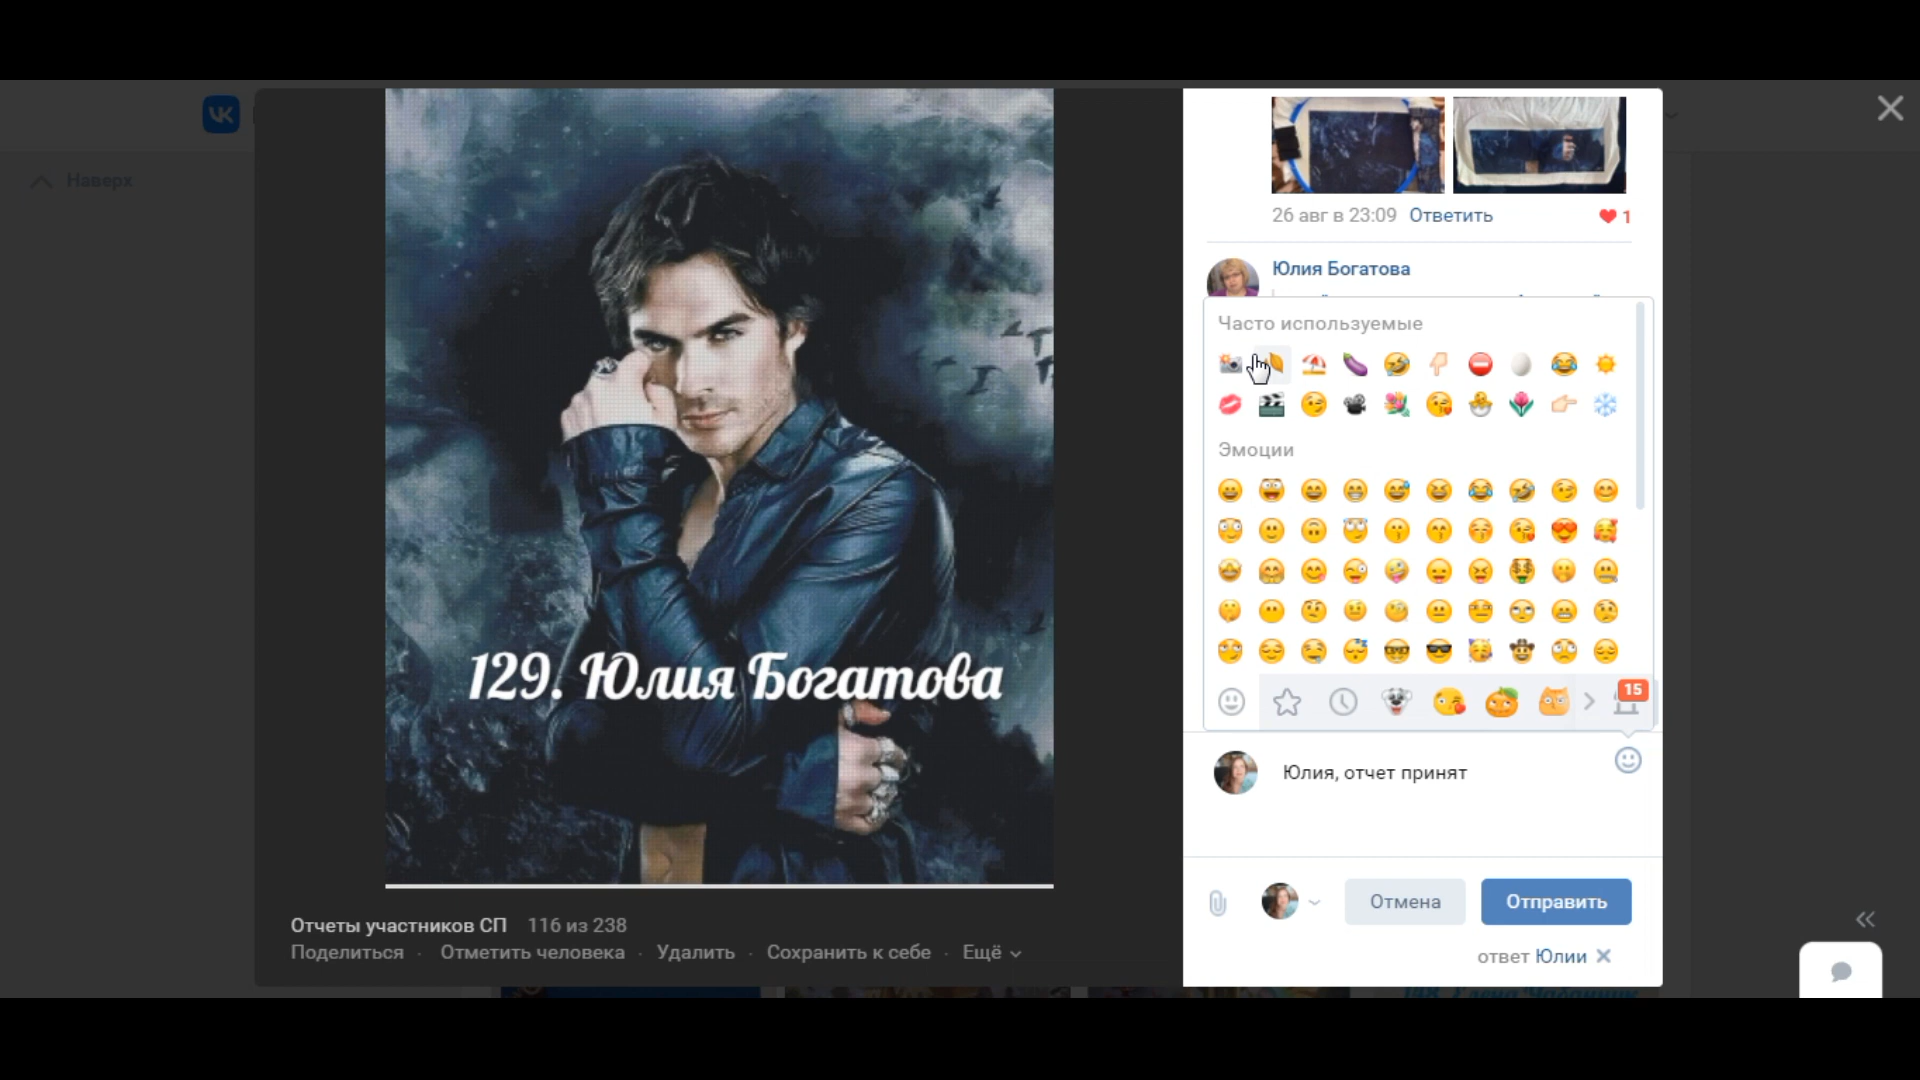 VK
Наверх
129. Юлия Богатова
Отчеты участников СП 116 из 238
Поделиться · Отметить человека · Удалить · Сохранить к себе · Ещё
26 авг в 23:09 Ответить 1
Юлия Богатова
Часто используемые
Эмоции
15
Юлия, отчет принят
Отмена Отправить
ответ Юлии